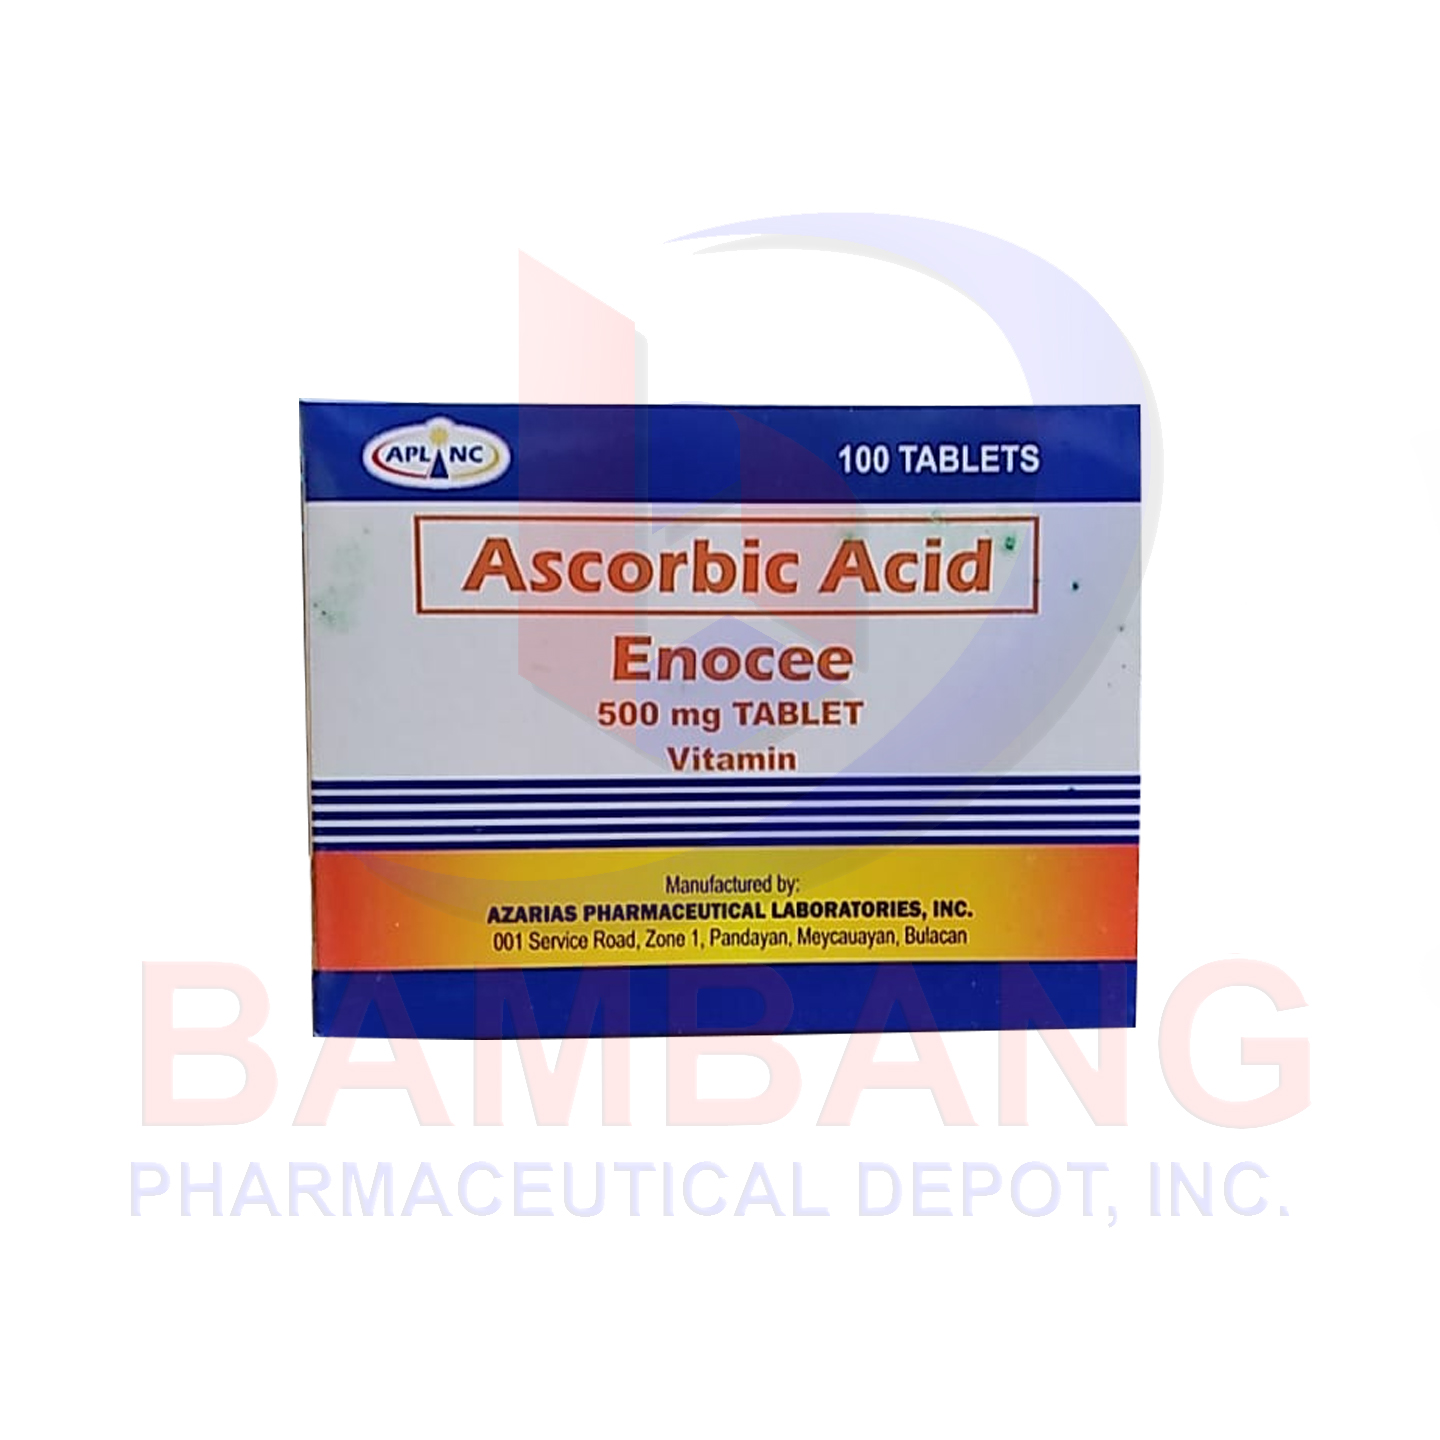 APLINC
100 TABLETS
Ascorbic Acid
Enocee
500 mg TABLET
Vitamin
Manufactured by:
AZARIAS PHARMACEUTICAL LABORATORIES, INC.
001 Service Road, Zone 1, Pandayan, Meycauayan, Bulacan
BAMBANG
PHARMACEUTICAL DEPOT, INC.